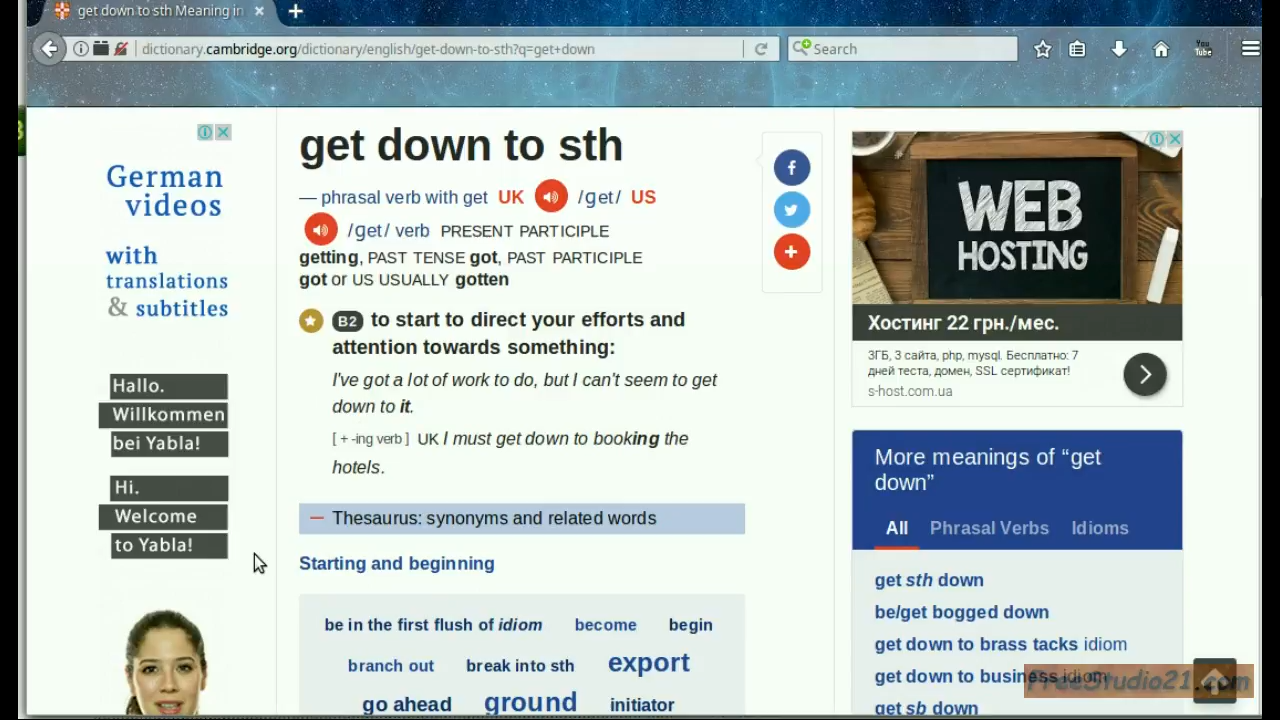 get down to sth Meaning in
dictionary.cambridge.org/dictionary/english/get-down-to-sth?q=get+down
Search
You
Tube
German
videos
with
translations
& subtitles
Hallo.
Willkommen
bei Yabla!
Hi.
Welcome
to Yabla!
get down to sth
— phrasal verb with get UK /ɡet/ US
/ɡet/ verb PRESENT PARTICIPLE
getting, PAST TENSE got, PAST PARTICIPLE
got or US USUALLY gotten
B2 to start to direct your efforts and
attention towards something:
I've got a lot of work to do, but I can't seem to get
down to it.
[ + -ing verb ] UK I must get down to booking the
hotels.
Thesaurus: synonyms and related words
Starting and beginning
be in the first flush of idiom become begin
branch out break into sth export
go ahead ground initiator
WEB
HOSTING
Хостинг 22 грн./мес.
3ГБ, 3 сайта, php, mysql. Бесплатно: 7
дней теста, домен, SSL сертификат!
s-host.com.ua
More meanings of “get
down”
All Phrasal Verbs Idioms
get sth down
be/get bogged down
get down to brass tacks idiom
get down to business idiom
get sb down
FreeStudio21.com